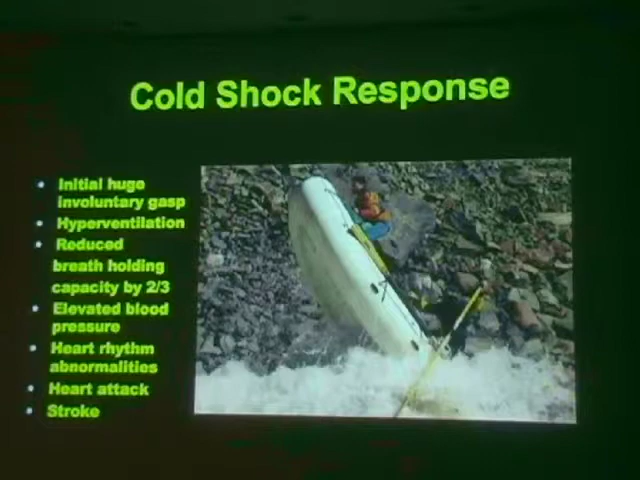 Cold Shock Response
• Initial huge
involuntary gasp
• Hyperventilation
• Reduced
breath holding
capacity by 2/3
• Elevated blood
pressure
• Heart rhythm
abnormalities
• Heart attack
• Stroke